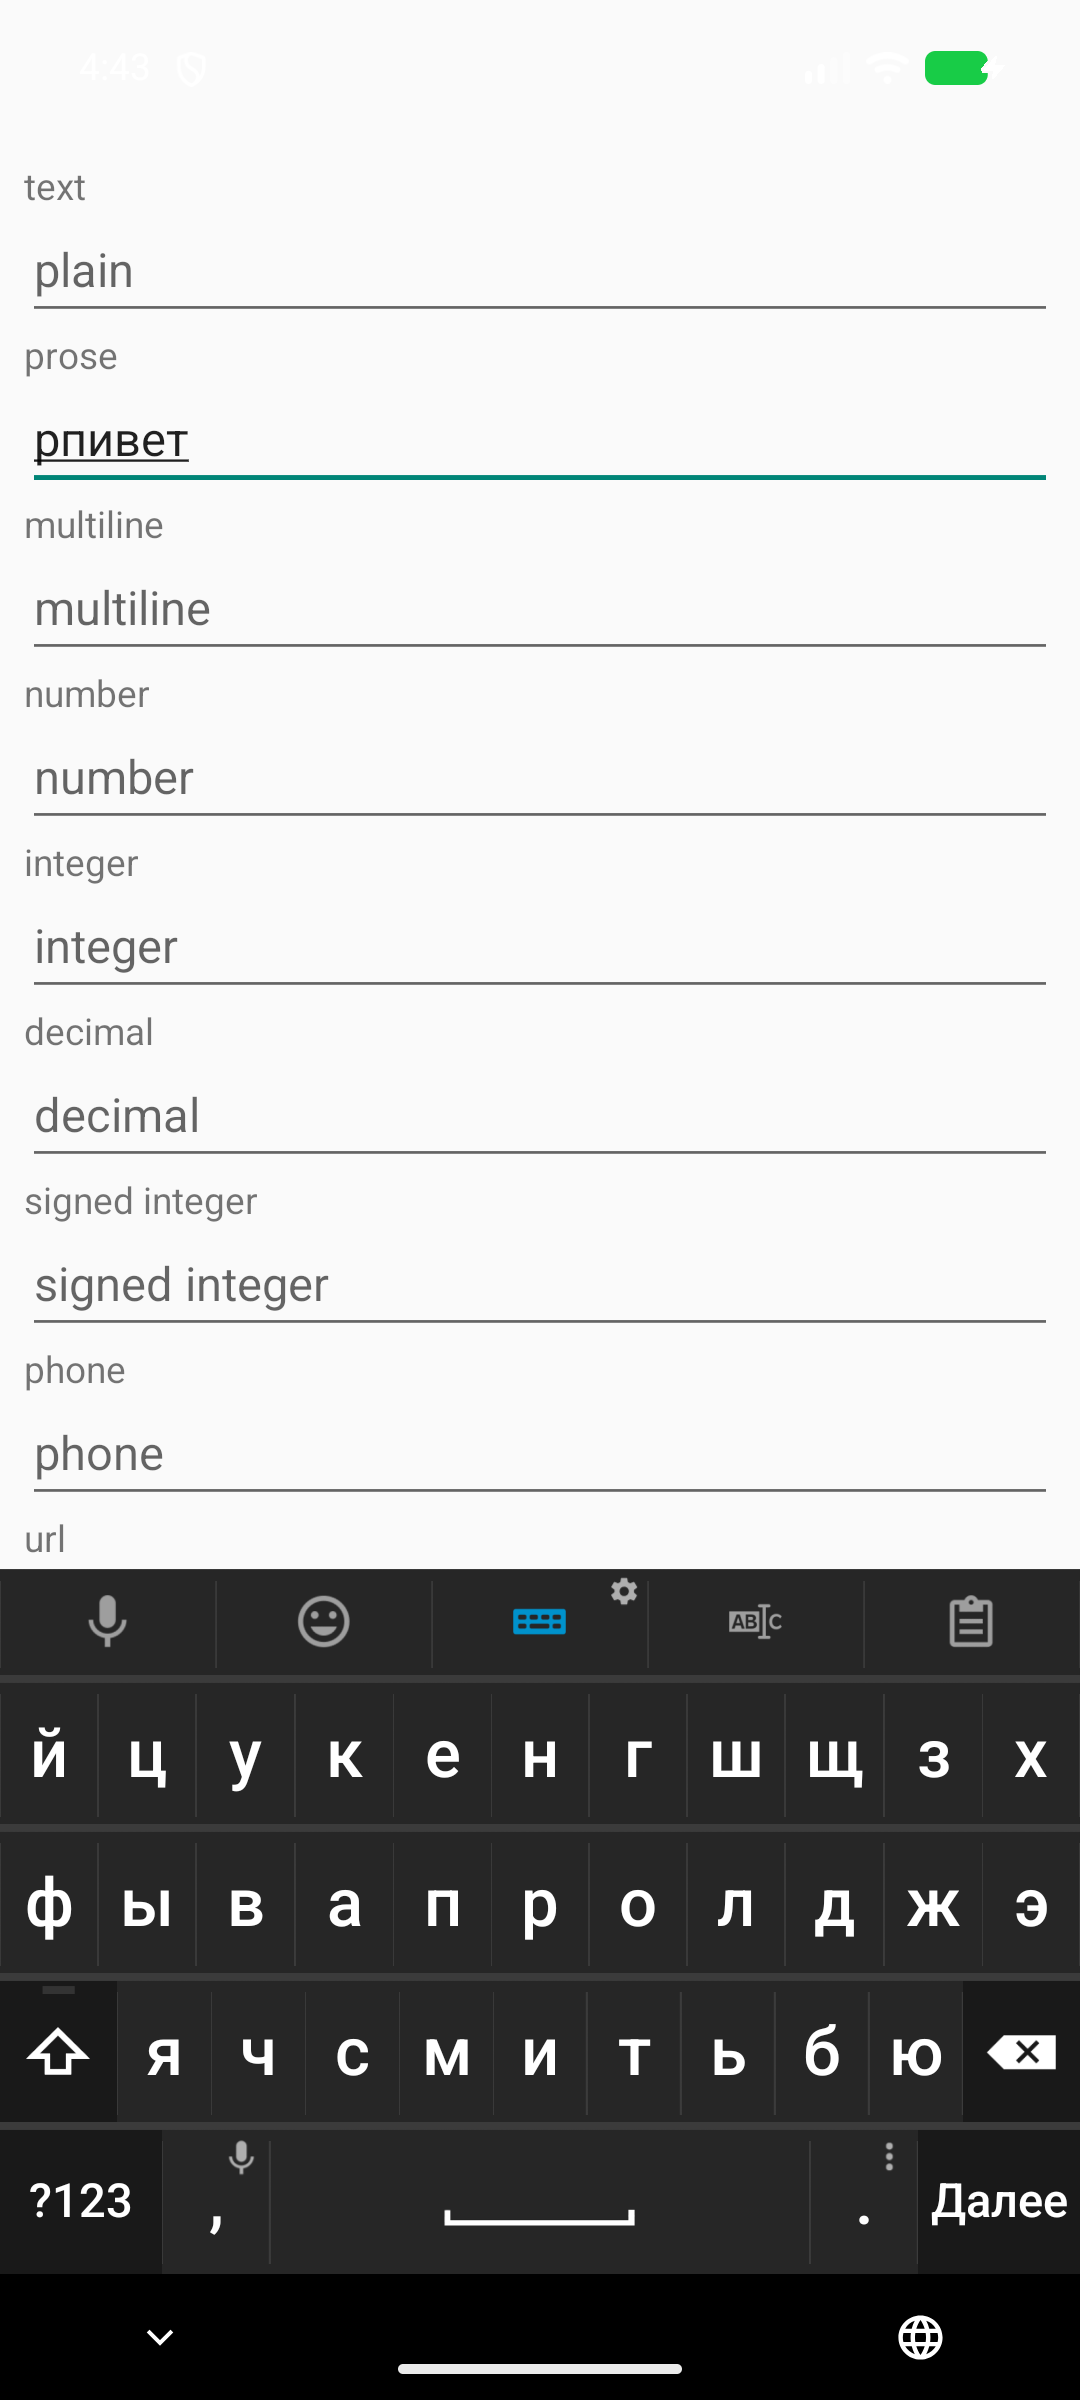 4:43
text
plain
prose
рпивет
multiline
multiline
number
number
integer
integer
decimal
decimal
signed integer
signed integer
phone
phone
url
ABC
й ц у к е н г ш щ з х
ф ы в а п р о л д ж э
я ч с м и т ь б ю
?123 , . Далее